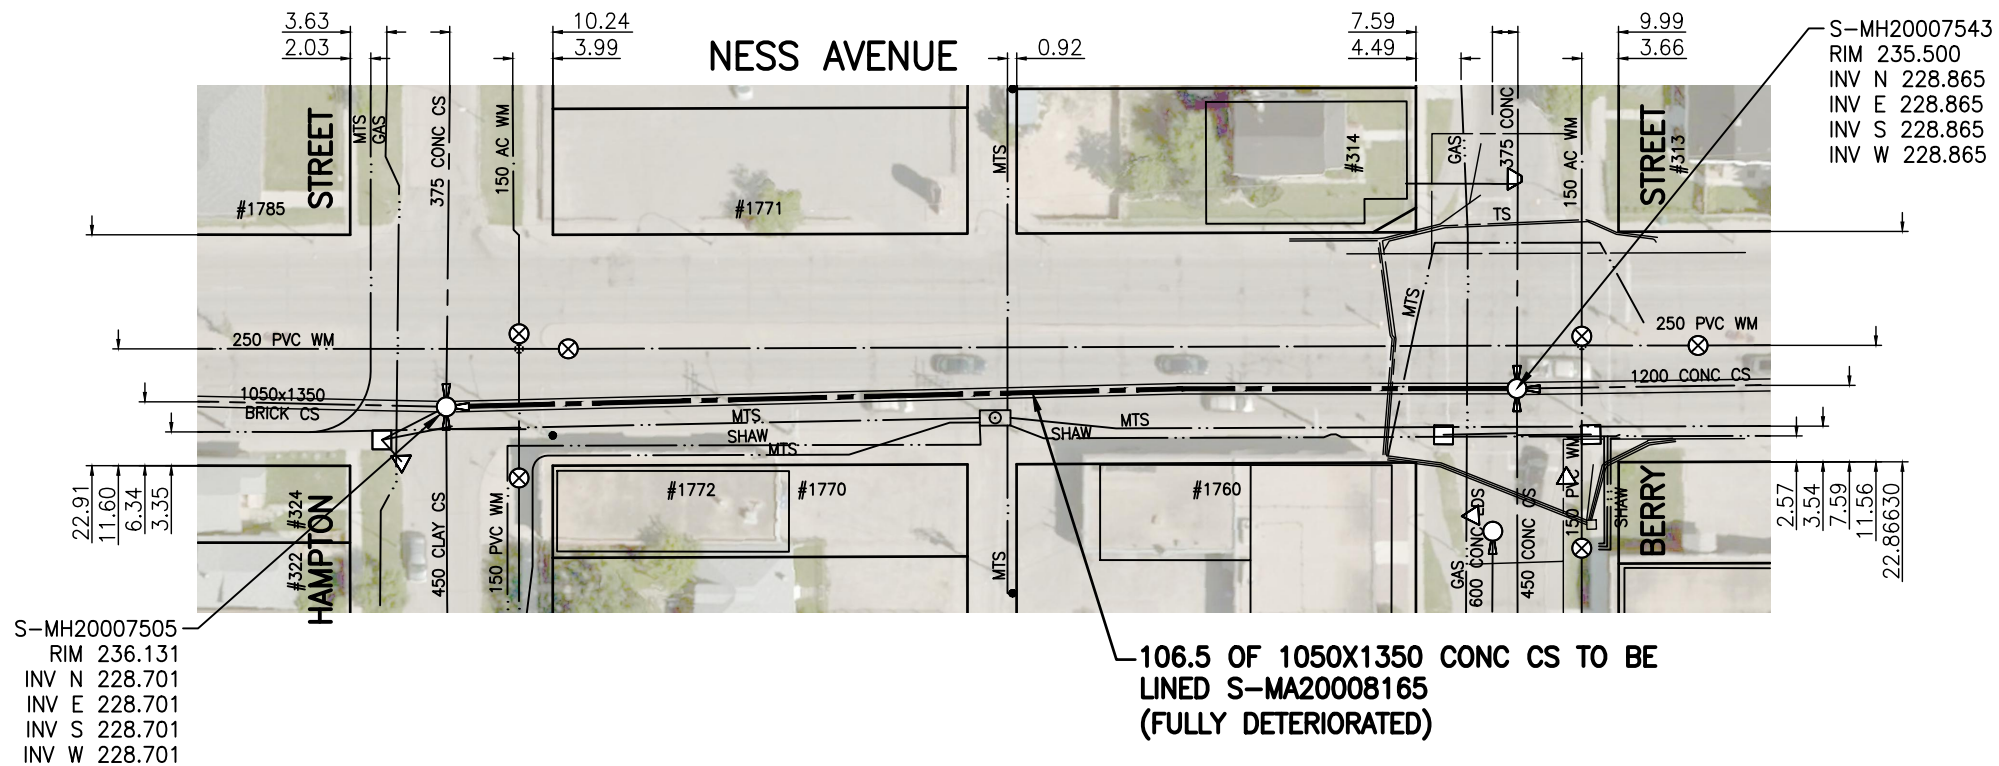 NESS AVENUE
3.63
2.03
10.24
3.99
0.92
7.59
4.49
9.99
3.66
S-MH20007543
RIM 235.500
INV N 228.865
INV E 228.865
INV S 228.865
INV W 228.865
STREET
MTS
GAS
375 CONC CS
150 AC WM
#1785
#1771
MTS
#314
GAS
375 CONC
150 AC WM
STREET
#313
TS
MTS
250 PVC WM
250 PVC WM
1050x1350
BRICK CS
1200 CONC CS
MTS
SHAW
MTS
MTS
SHAW
#324
#322
HAMPTON
450 CLAY CS
150 PVC WM
#1772
#1770
MTS
#1760
GAS
600 CONC LDS
450 CONC CS
150 PVC WM
SHAW
BERRY
22.91
11.60
6.34
3.35
2.57
3.54
7.59
11.56
22.866630
S-MH20007505
RIM 236.131
INV N 228.701
INV E 228.701
INV S 228.701
INV W 228.701
106.5 OF 1050X1350 CONC CS TO BE
LINED S-MA20008165
(FULLY DETERIORATED)